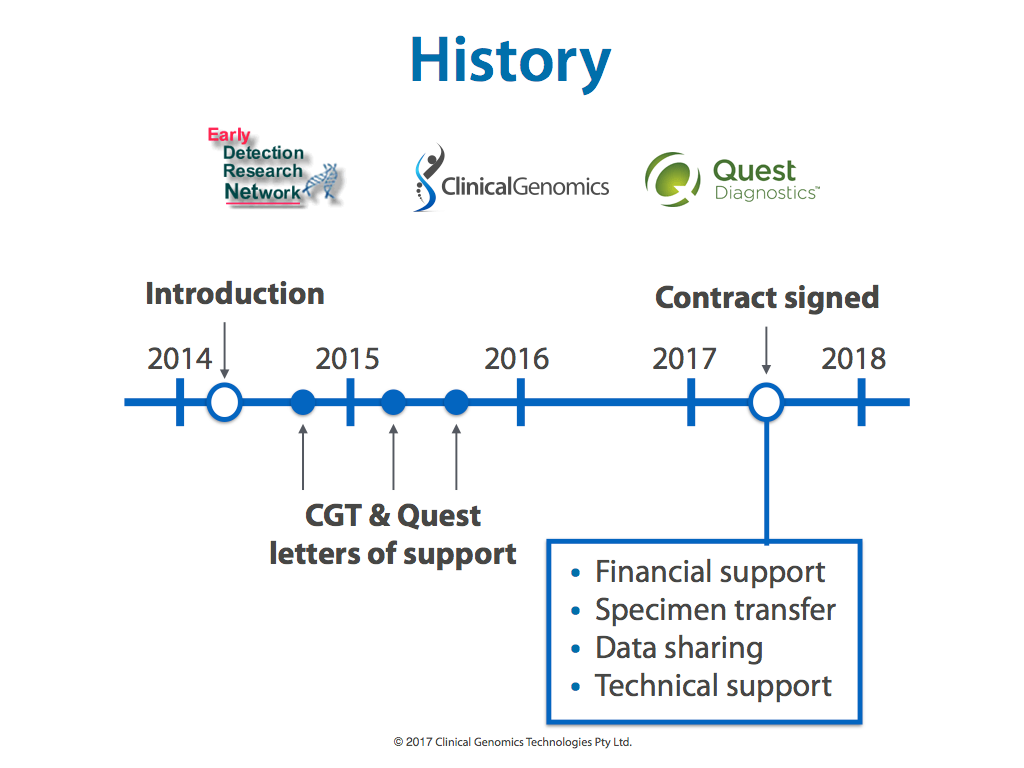 History
Early
Detection
Research
Network
ClinicalGenomics
Quest
Diagnostics™
Introduction
Contract signed
2014 2015 2016 2017 2018
CGT & Quest
letters of support
• Financial support
• Specimen transfer
• Data sharing
• Technical support
© 2017 Clinical Genomics Technologies Pty Ltd.